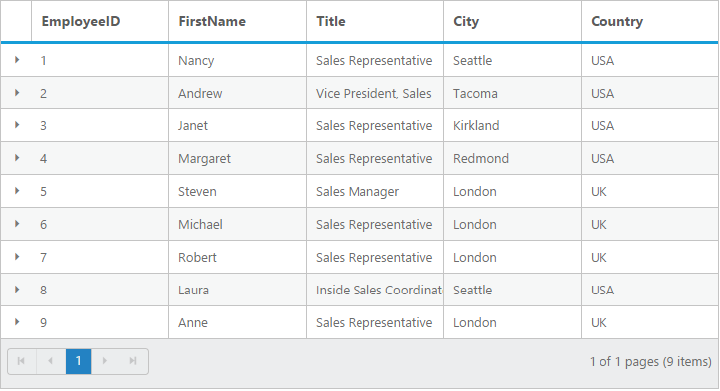 EmployeeID FirstName Title City Country
1 Nancy Sales Representative Seattle USA
2 Andrew Vice President, Sales Tacoma USA
3 Janet Sales Representative Kirkland USA
4 Margaret Sales Representative Redmond USA
5 Steven Sales Manager London UK
6 Michael Sales Representative London UK
7 Robert Sales Representative London UK
8 Laura Inside Sales Coordinat Seattle USA
9 Anne Sales Representative London UK
1 1 of 1 pages (9 items)